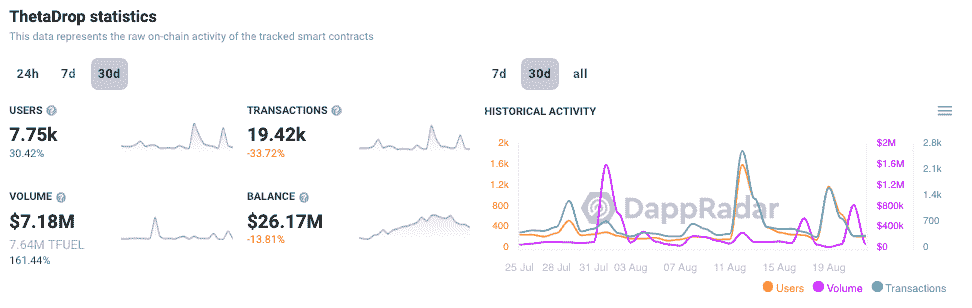 ThetaDrop statistics
This data represents the raw on-chain activity of the tracked smart contracts
24h 7d 30d
7d 30d all
USERS ?
7.75k
30.42%
TRANSACTIONS ?
19.42k
-33.72%
VOLUME ?
$7.18M
7.64M TFUEL
161.44%
BALANCE ?
$26.17M
-13.81%
HISTORICAL ACTIVITY
2k $2M 2.8k
1.6k $1.6M 2.1k
1.2k $1.2M 1.4k
800 $800k 700
400 $400k 0
0 $0
DappRadar
25 Jul 28 Jul 31 Jul 03 Aug 07 Aug 11 Aug 15 Aug 19 Aug
Users Volume Transactions